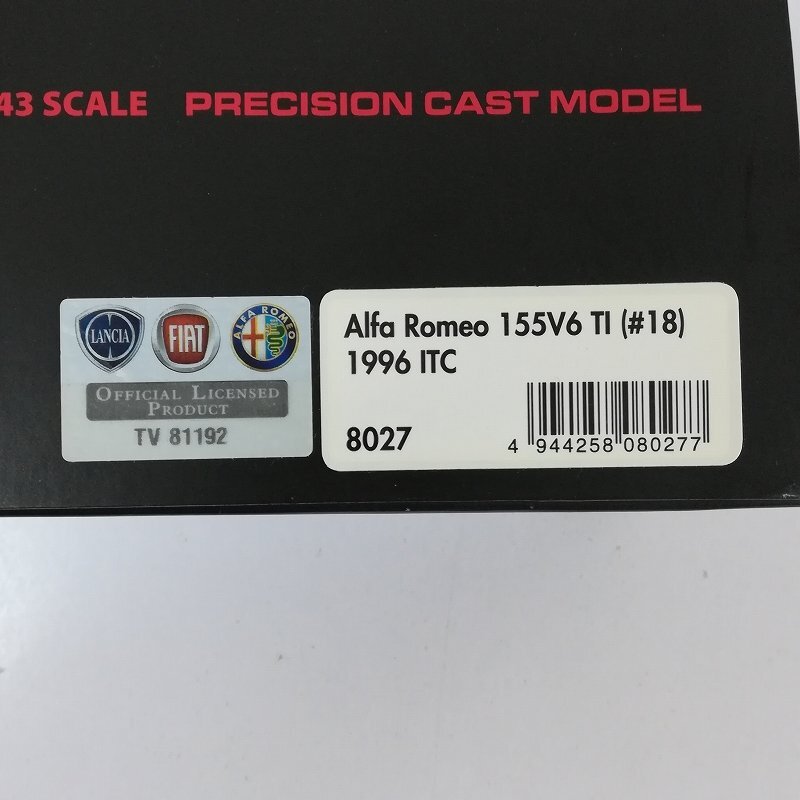 43 SCALE PRECISION CAST MODEL
LANCIA
FIAT
ALFA ROMEO
OFFICIAL LICENSED
PRODUCT
TV 81192
Alfa Romeo 155V6 TI (#18)
1996 ITC
8027
4 944258 080277